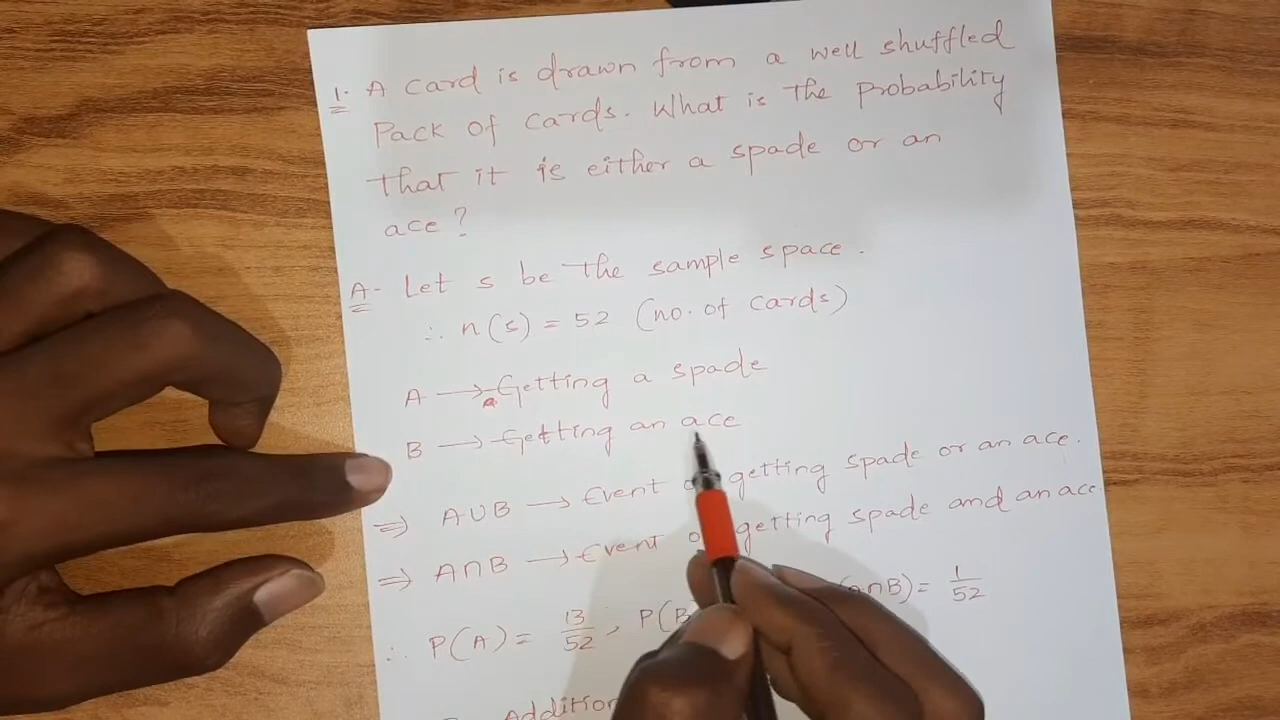 1. A card is drawn from a well shuffled
Pack of cards. What is the probability
that it is either a spade or an
ace?
A- Let s be the sample space.
∴ n(s) = 52 (no. of cards)
A → Getting a spade
B → Getting an ace
⇒ A∪B → Event getting spade or an ace.
⇒ A∩B → Event getting spade and an ace
∴ P(A) = 13/52, P(B ∩B) = 1/52
Addition